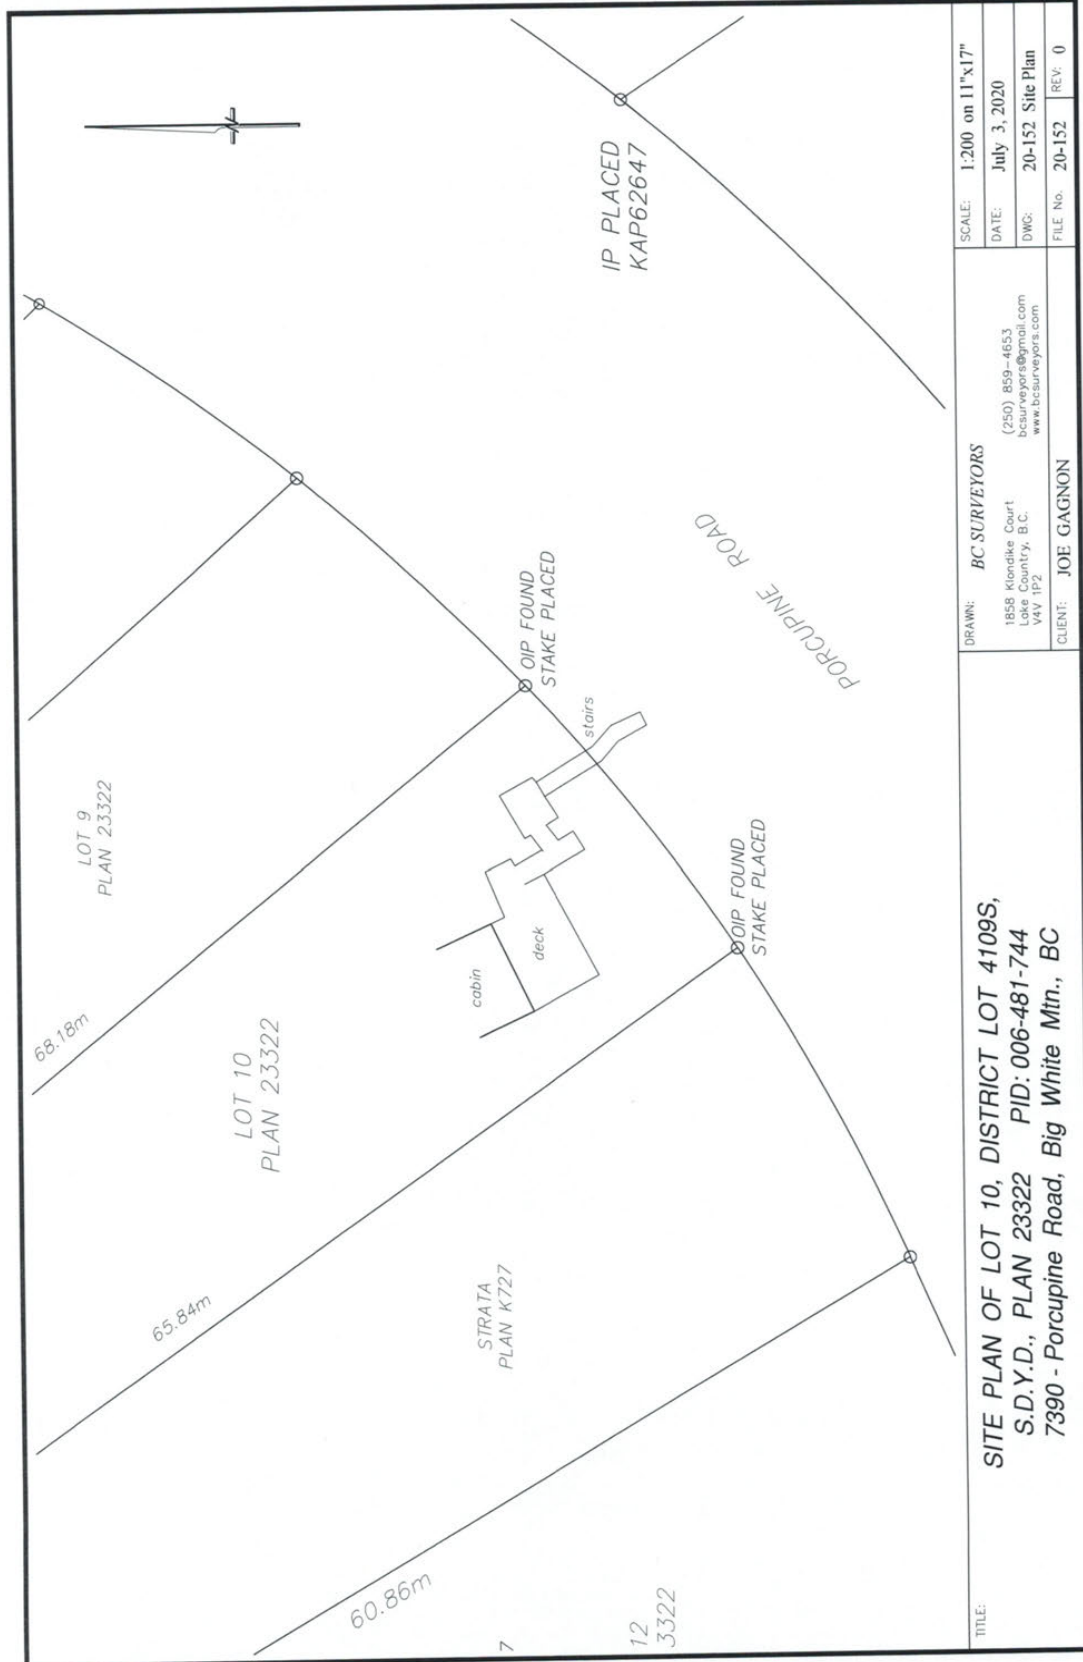 LOT 9
PLAN 23322
68.18m
LOT 10
PLAN 23322
65.84m
STRATA
PLAN K727
60.86m
7
12
3322
cabin
deck
stairs
OIP FOUND
STAKE PLACED
OIP FOUND
STAKE PLACED
IP PLACED
KAP62647
PORCUPINE ROAD
TITLE:
SITE PLAN OF LOT 10, DISTRICT LOT 4109S,
S.D.Y.D., PLAN 23322 PID: 006-481-744
7390 - Porcupine Road, Big White Mtn., BC
DRAWN: BC SURVEYORS
1858 Klondike Court
Lake Country, B.C.
V4V 1P2
(250) 859-4653
bcsurveyors@gmail.com
www.bcsurveyors.com
CLIENT: JOE GAGNON
SCALE: 1:200 on 11"x17"
DATE: July 3, 2020
DWG: 20-152 Site Plan
FILE No. 20-152 REV: 0